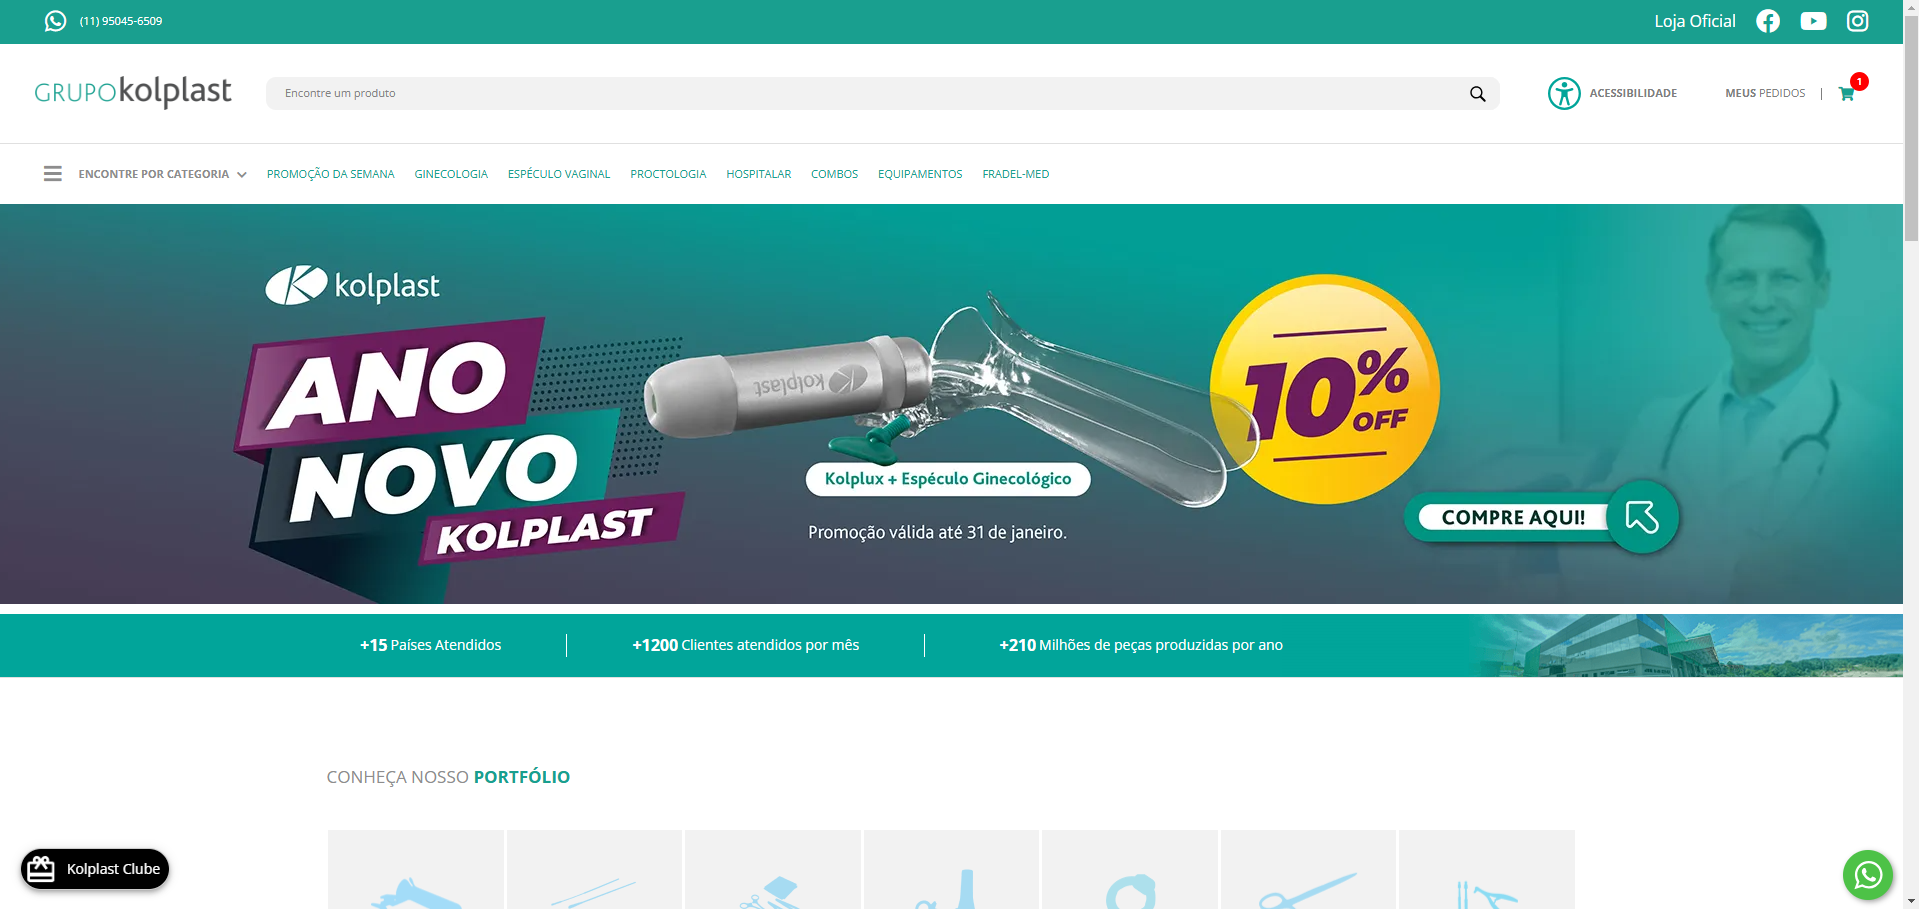 (11) 95045-6509
Loja Oficial
GRUPOkolplast
Encontre um produto
ACESSIBILIDADE
MEUS PEDIDOS |
1
ENCONTRE POR CATEGORIA
PROMOÇÃO DA SEMANA
GINECOLOGIA
ESPÉCULO VAGINAL
PROCTOLOGIA
HOSPITALAR
COMBOS
EQUIPAMENTOS
FRADEL-MED
kolplast
ANO
NOVO
KOLPLAST
kolplast
Kolplux + Espéculo Ginecológico
Promoção válida até 31 de janeiro.
10%
OFF
COMPRE AQUI!
+15 Países Atendidos
+1200 Clientes atendidos por mês
+210 Milhões de peças produzidas por ano
CONHEÇA NOSSO PORTFÓLIO
Kolplast Clube